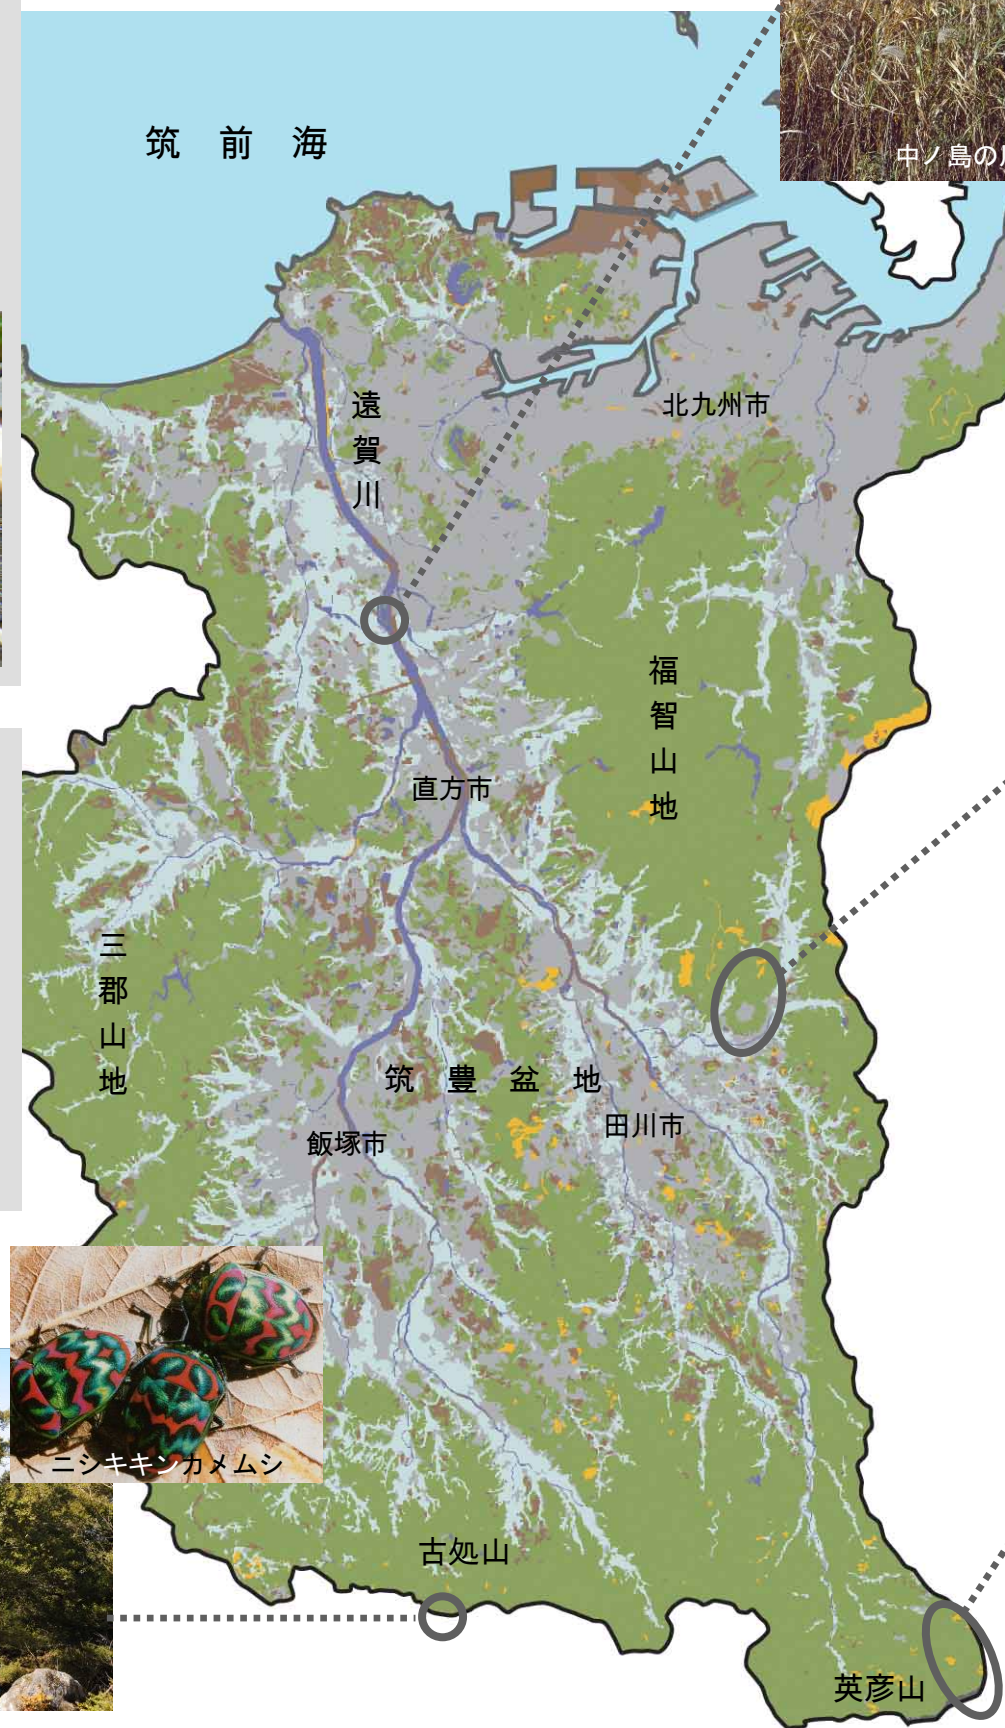 中ノ島の
筑前海
遠賀川
北九州市
福智山地
直方市
三郡山地
筑豊盆地
田川市
飯塚市
ニシキキンカメムシ
古処山
英彦山